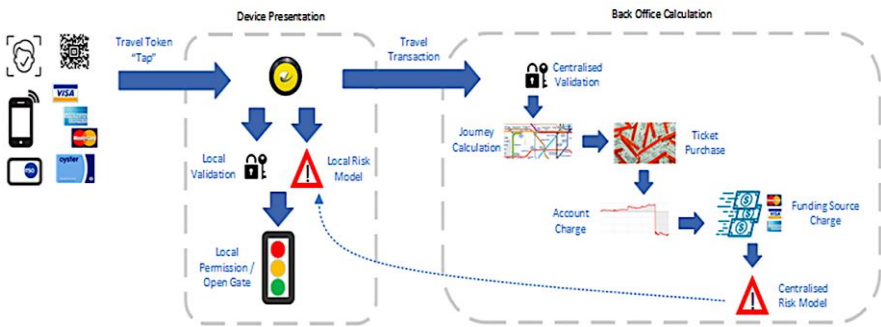 Device Presentation
Back Office Calculation
Travel Token
"Tap"
Travel
Transaction
Centralised
Validation
VISA
Journey
Calculation
Ticket
Purchase
Local
Validation
Local Risk
Model
oyster
Account
Charge
Funding Source
Charge
VISA
Local
Permission /
Open Gate
Centralised
Risk Model